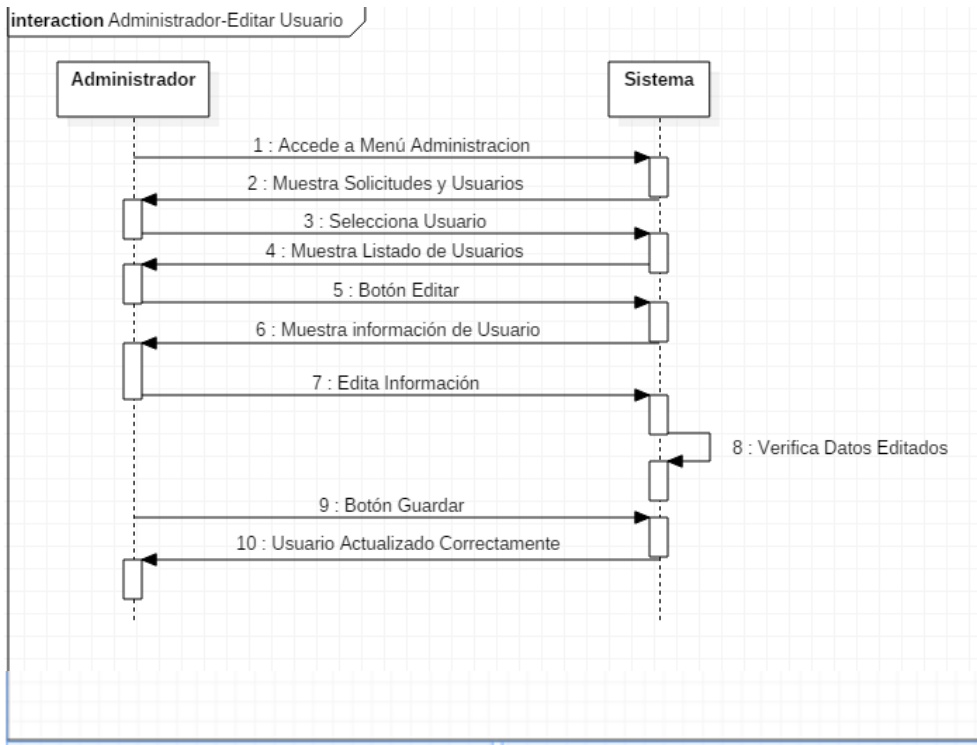 interaction Administrador-Editar Usuario
Administrador
Sistema
1 : Accede a Menú Administracion
2 : Muestra Solicitudes y Usuarios
3 : Selecciona Usuario
4 : Muestra Listado de Usuarios
5 : Botón Editar
6 : Muestra información de Usuario
7 : Edita Información
8 : Verifica Datos Editados
9 : Botón Guardar
10 : Usuario Actualizado Correctamente